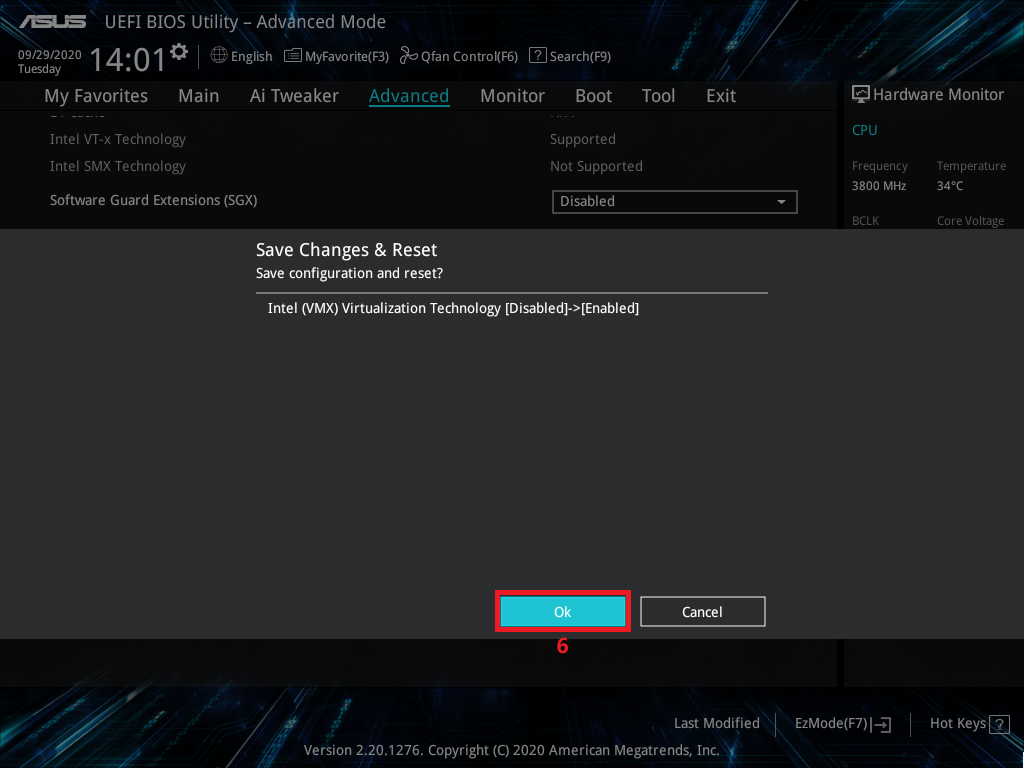 ASUS UEFI BIOS Utility – Advanced Mode
09/29/2020
Tuesday
14:01
English MyFavorite(F3) Qfan Control(F6) ? Search(F9)
My Favorites Main Ai Tweaker Advanced Monitor Boot Tool Exit
Hardware Monitor
Intel VT-x Technology Supported
Intel SMX Technology Not Supported
Software Guard Extensions (SGX) Disabled
CPU
Frequency Temperature
3800 MHz 34°C
BCLK Core Voltage
Save Changes & Reset
Save configuration and reset?
Intel (VMX) Virtualization Technology [Disabled]->[Enabled]
Ok Cancel
6
Last Modified EzMode(F7) Hot Keys ?
Version 2.20.1276. Copyright (C) 2020 American Megatrends, Inc.